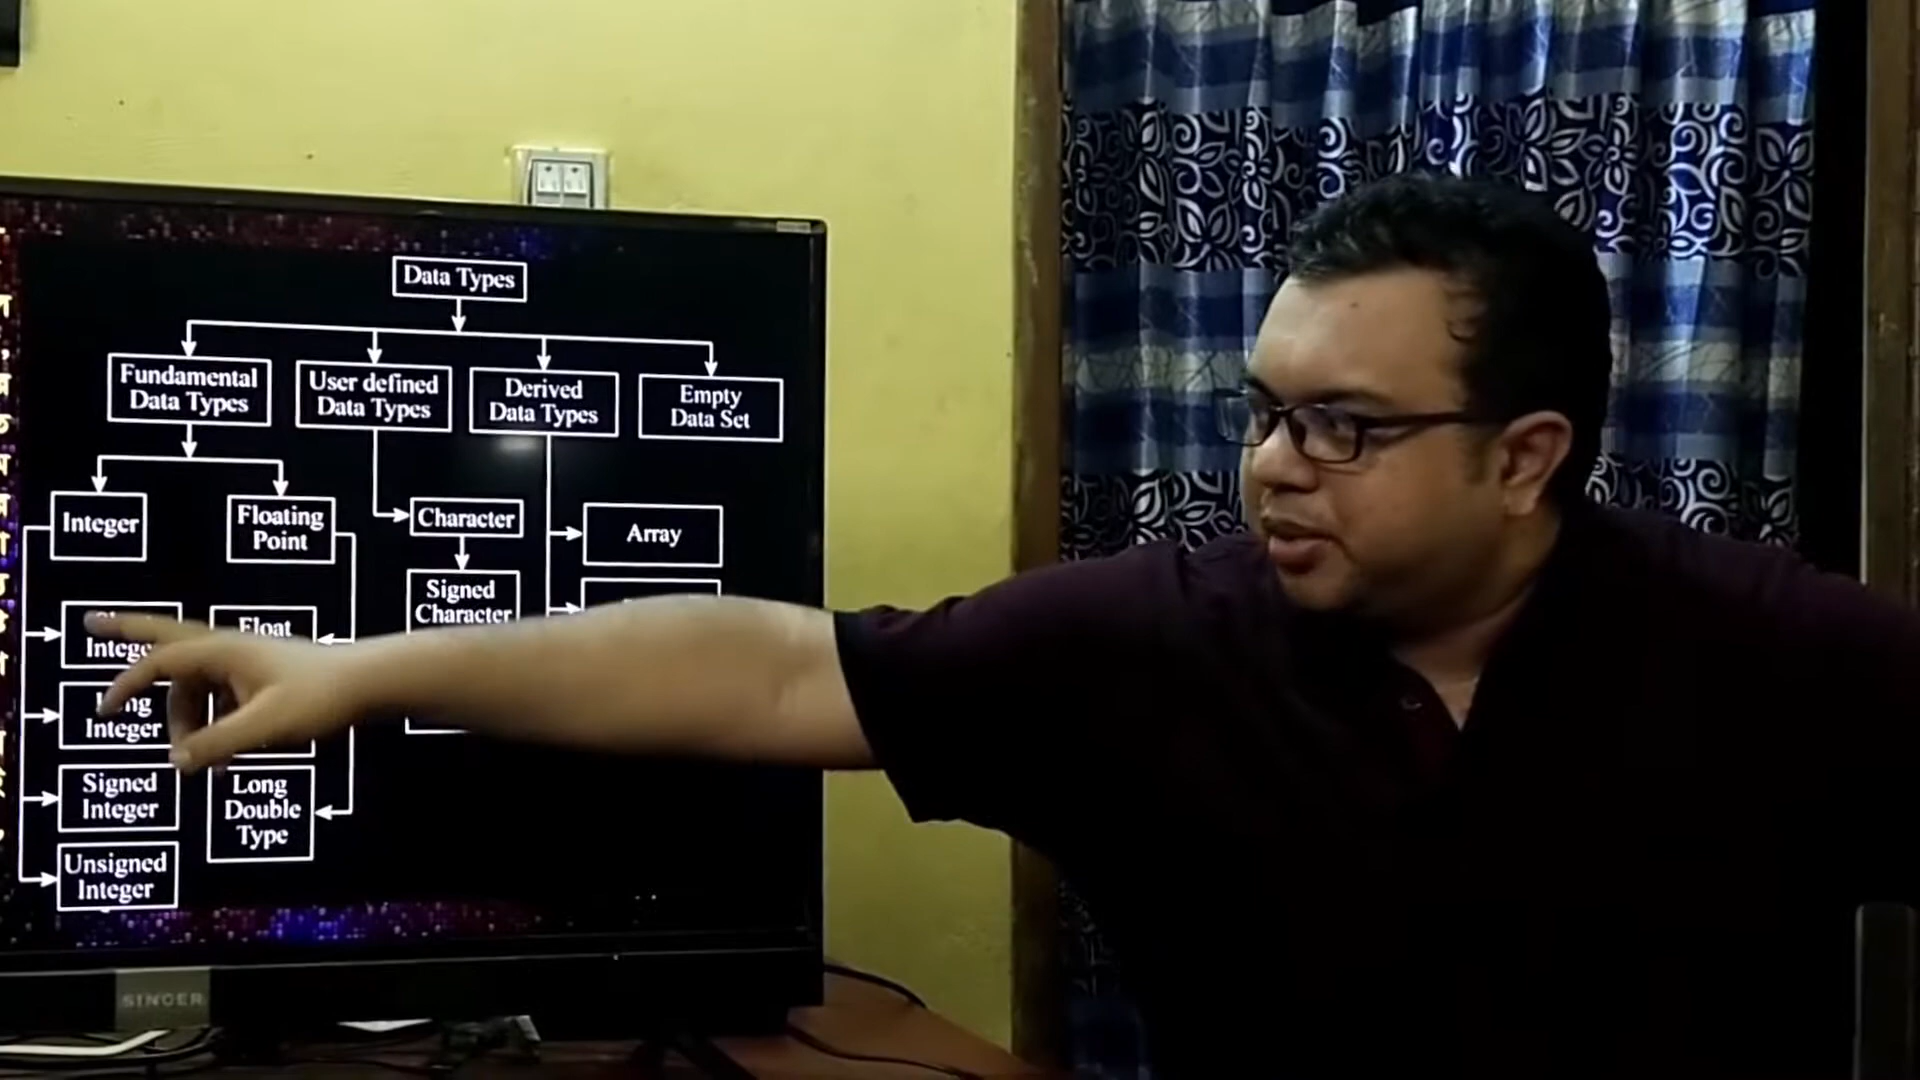 Data Types
Fundamental
Data Types
User defined
Data Types
Derived
Data Types
Empty
Data Set
Integer
Floating
Point
Character
Array
Signed
Character
Integer
Float
Integer
Signed
Integer
Long
Double
Type
Unsigned
Integer
SINGER